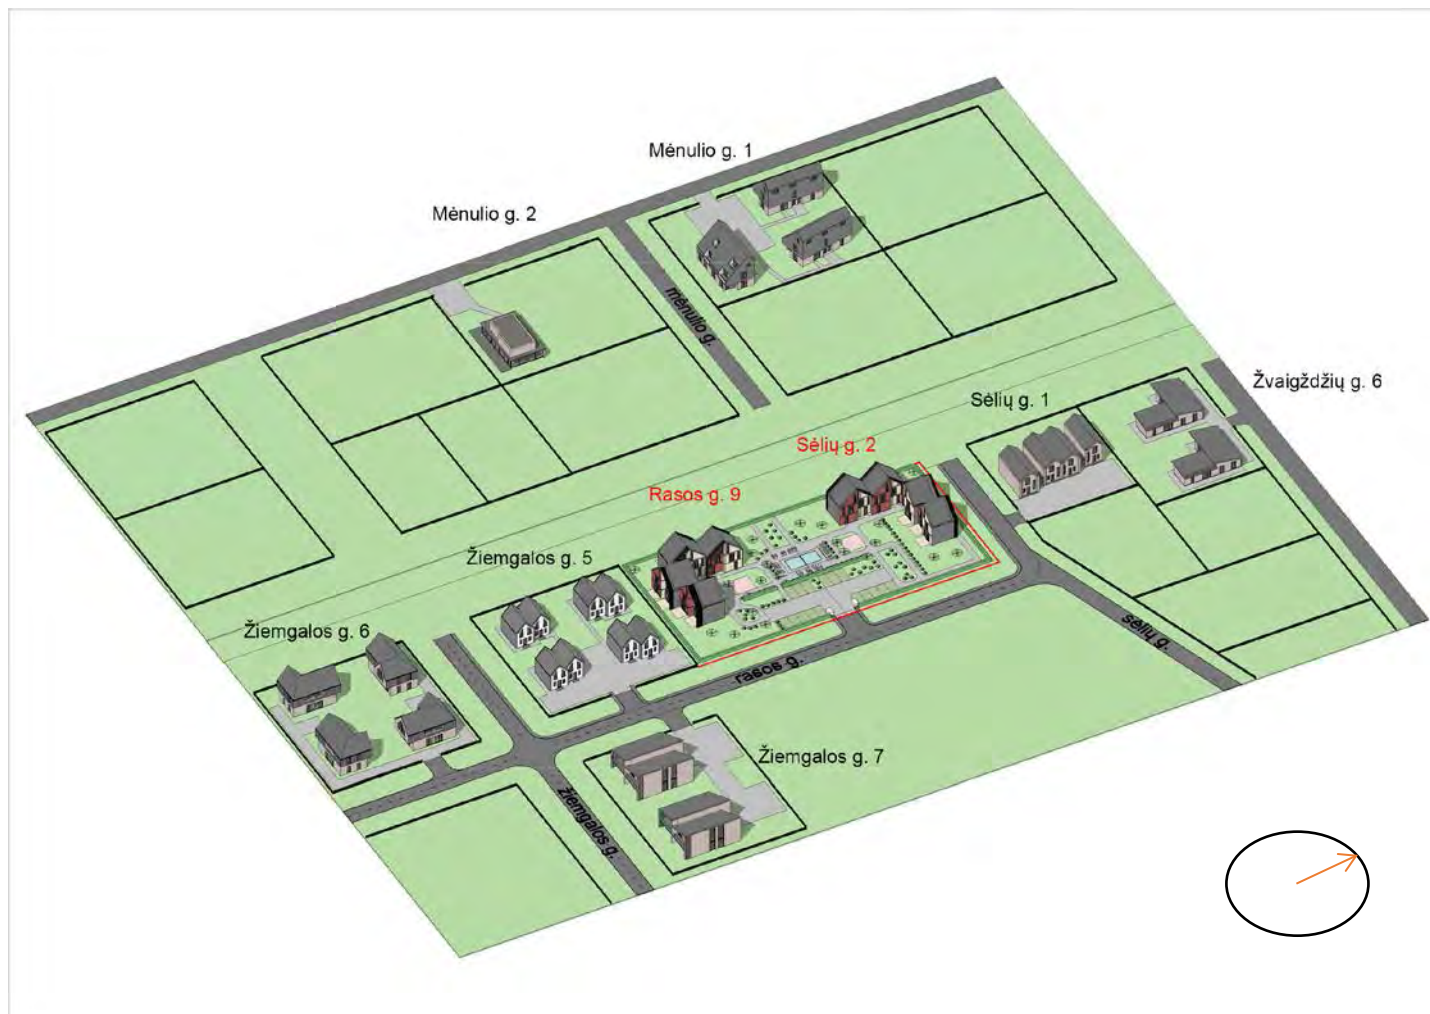 Mėnulio g. 1
Mėnulio g. 2
mėnulio g.
Žvaigždžių g. 6
Sėlių g. 1
Sėlių g. 2
Rasos g. 9
Žiemgalos g. 5
Žiemgalos g. 6
sėlių g.
rasos g.
Žiemgalos g. 7
žiemgalos g.